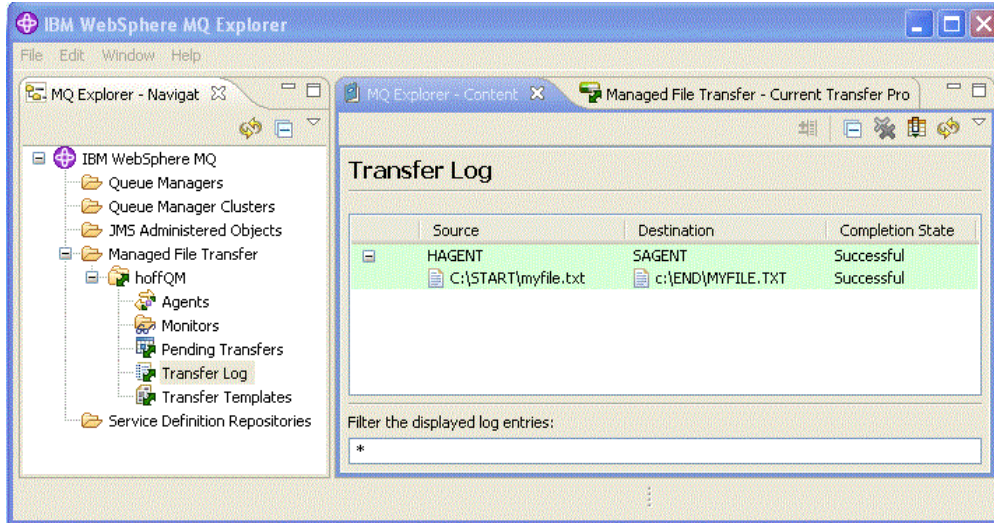 IBM WebSphere MQ Explorer
File Edit Window Help
MQ Explorer - Navigat
MQ Explorer - Content
Managed File Transfer - Current Transfer Pro
IBM WebSphere MQ
Queue Managers
Queue Manager Clusters
JMS Administered Objects
Managed File Transfer
hoffQM
Agents
Monitors
Pending Transfers
Transfer Log
Transfer Templates
Service Definition Repositories
Transfer Log
Source Destination Completion State
HAGENT SAGENT Successful
C:\START\myfile.txt c:\END\MYFILE.TXT Successful
Filter the displayed log entries:
*